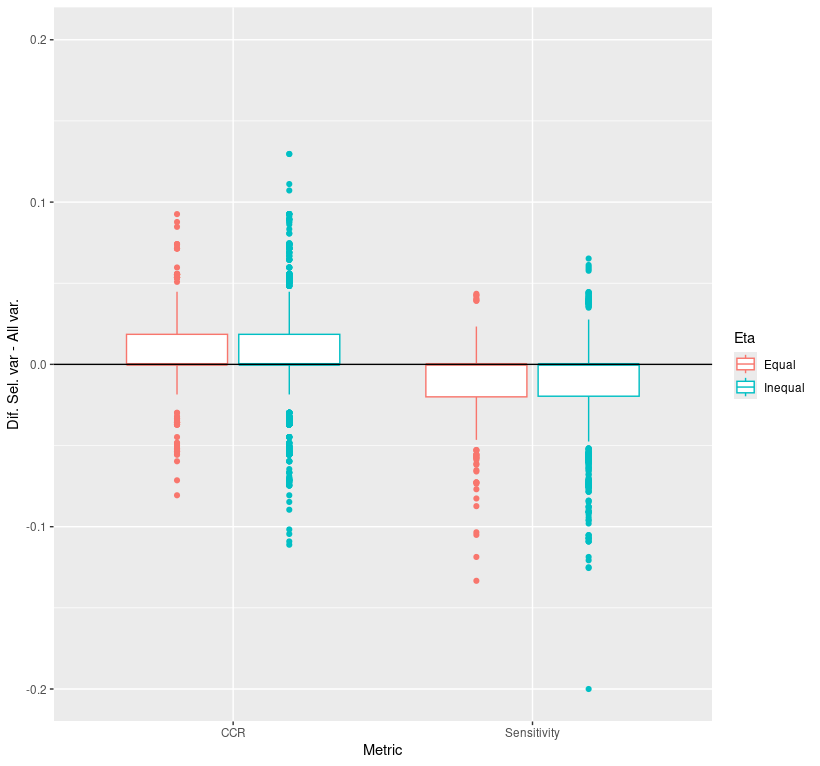 Dif. Sel. var - All var.
0.2
0.1
0.0
-0.1
-0.2
CCR
Sensitivity
Metric
Eta
Equal
Inequal